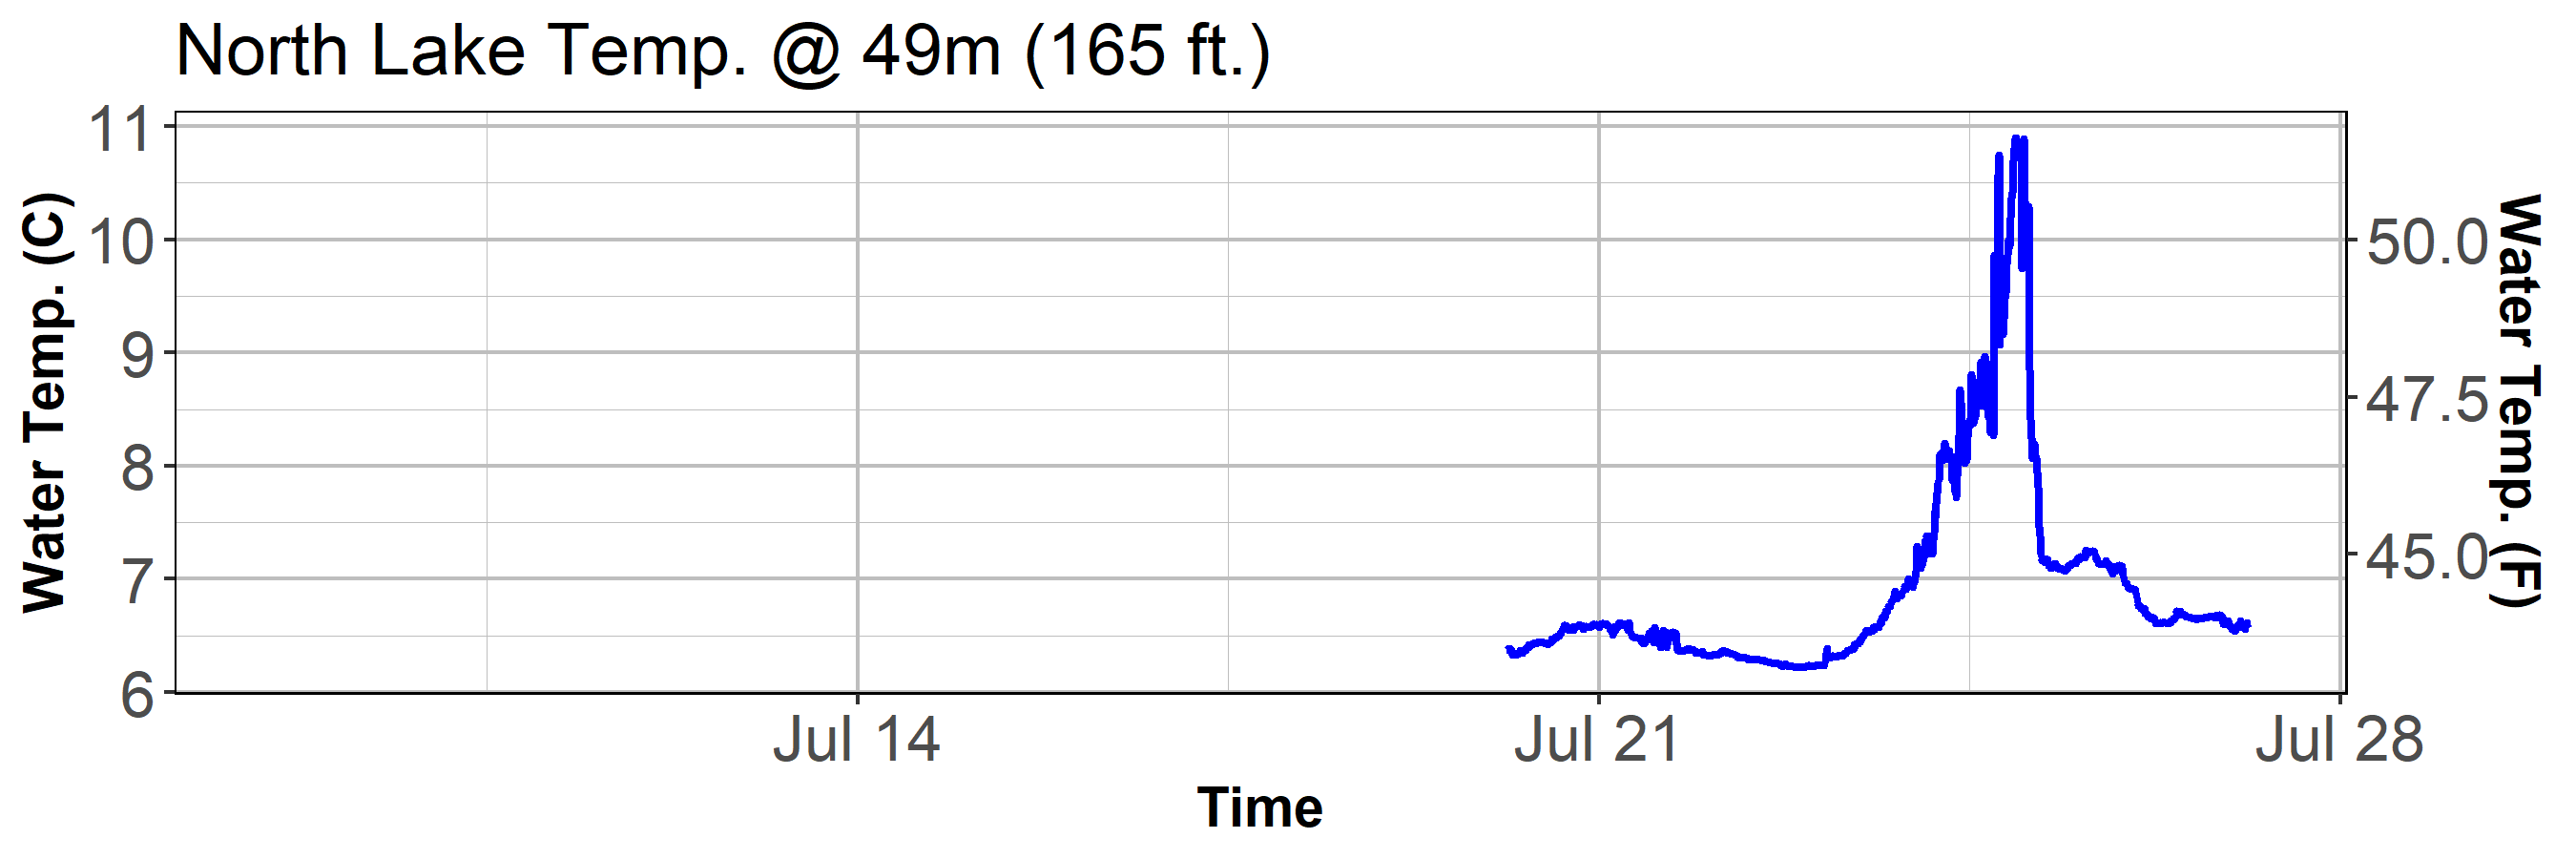 North Lake Temp. @ 49m (165 ft.)
Water Temp. (C)
11
10
9
8
7
6
50.0
47.5
45.0
Water Temp. (F)
Jul 14
Jul 21
Jul 28
Time